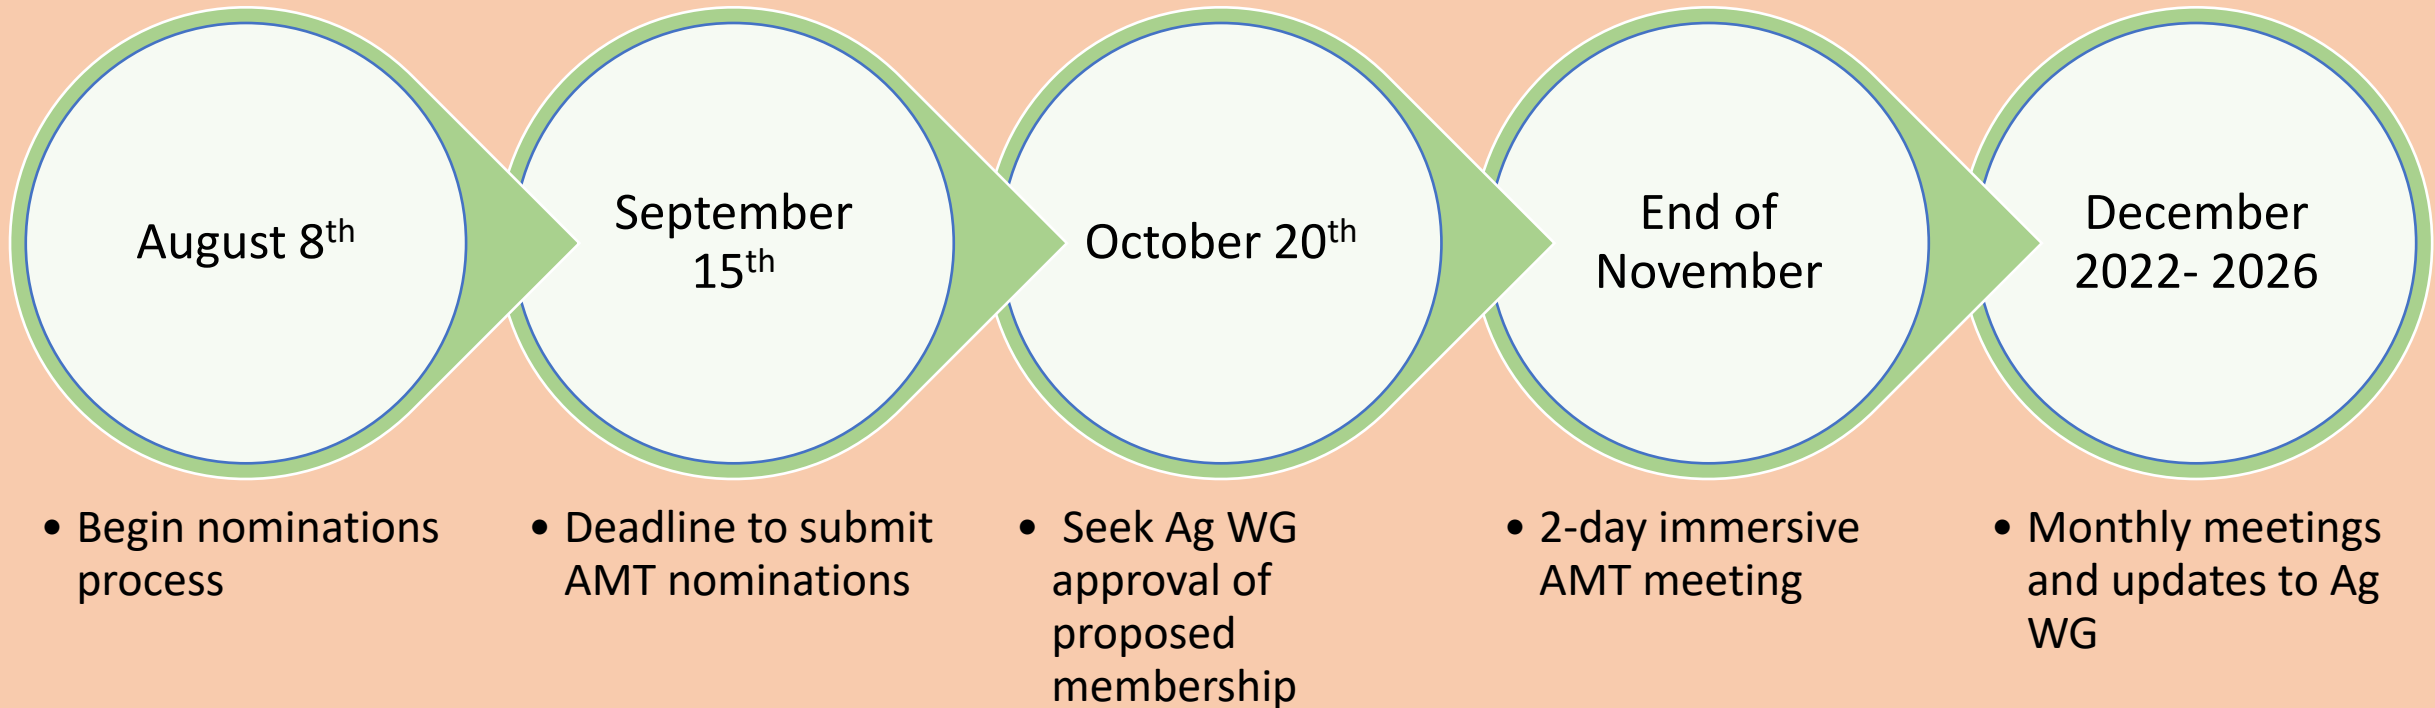 August 8th
September
15th
October 20th
End of
November
December
2022- 2026
• Begin nominations
process
• Deadline to submit
AMT nominations
• Seek Ag WG
approval of
proposed
membership
• 2-day immersive
AMT meeting
• Monthly meetings
and updates to Ag
WG